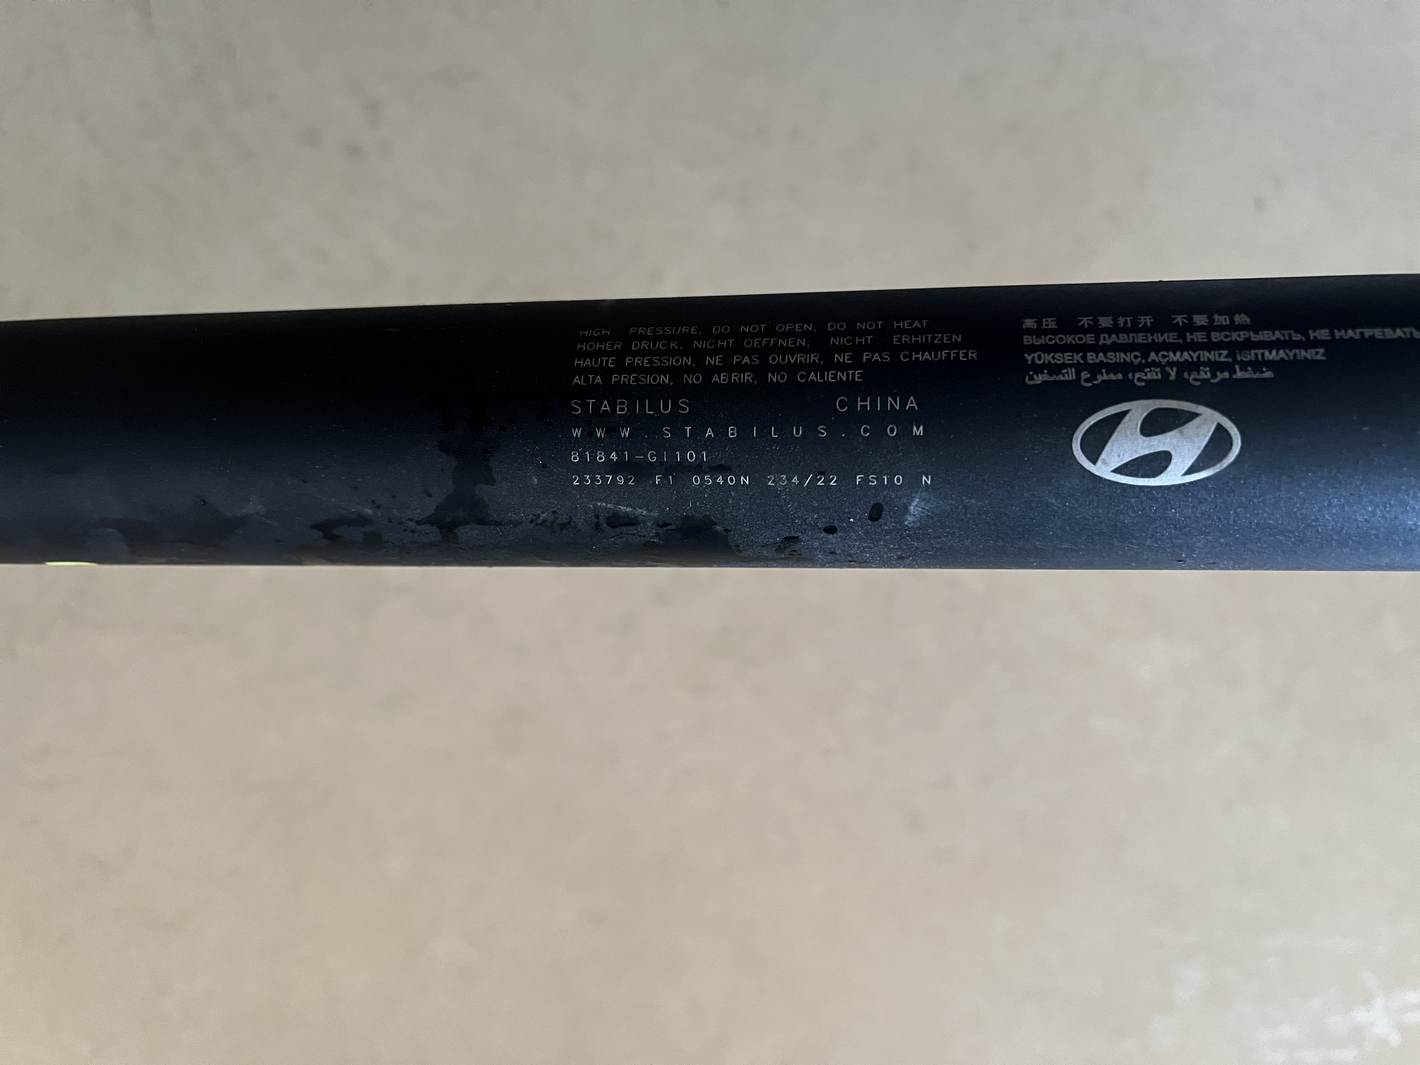 HIGH PRESSURE, DO NOT OPEN, DO NOT HEAT
HOHER DRUCK, NICHT OEFFNEN, NICHT ERHITZEN
HAUTE PRESSION, NE PAS OUVRIR, NE PAS CHAUFFER
ALTA PRESION, NO ABRIR, NO CALIENTE
STABILUS CHINA
WWW.STABILUS.COM
81841-GI101
233792 F1 0540N 234/22 FS10 N
高压 不要打开 不要加热
ВЫСОКОЕ ДАВЛЕНИЕ, НЕ ВСКРЫВАТЬ, НЕ НАГРЕВАТЬ
YÜKSEK BASINÇ, AÇMAYINIZ, ISITMAYINIZ
ضغط مرتفع، لا تفتح، ممنوع التسخين